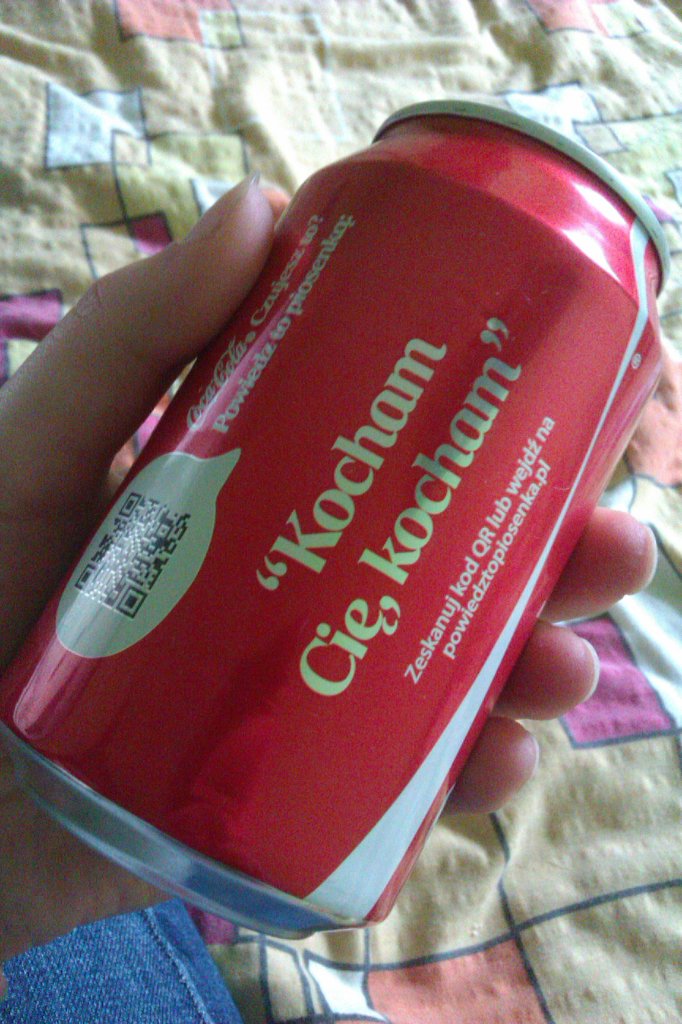 Coca-Cola Czujesz to?
Powiedz to piosenką:
“Kocham
Cię, kocham”
Zeskanuj kod QR lub wejdź na
powiedztopiosenka.pl
®